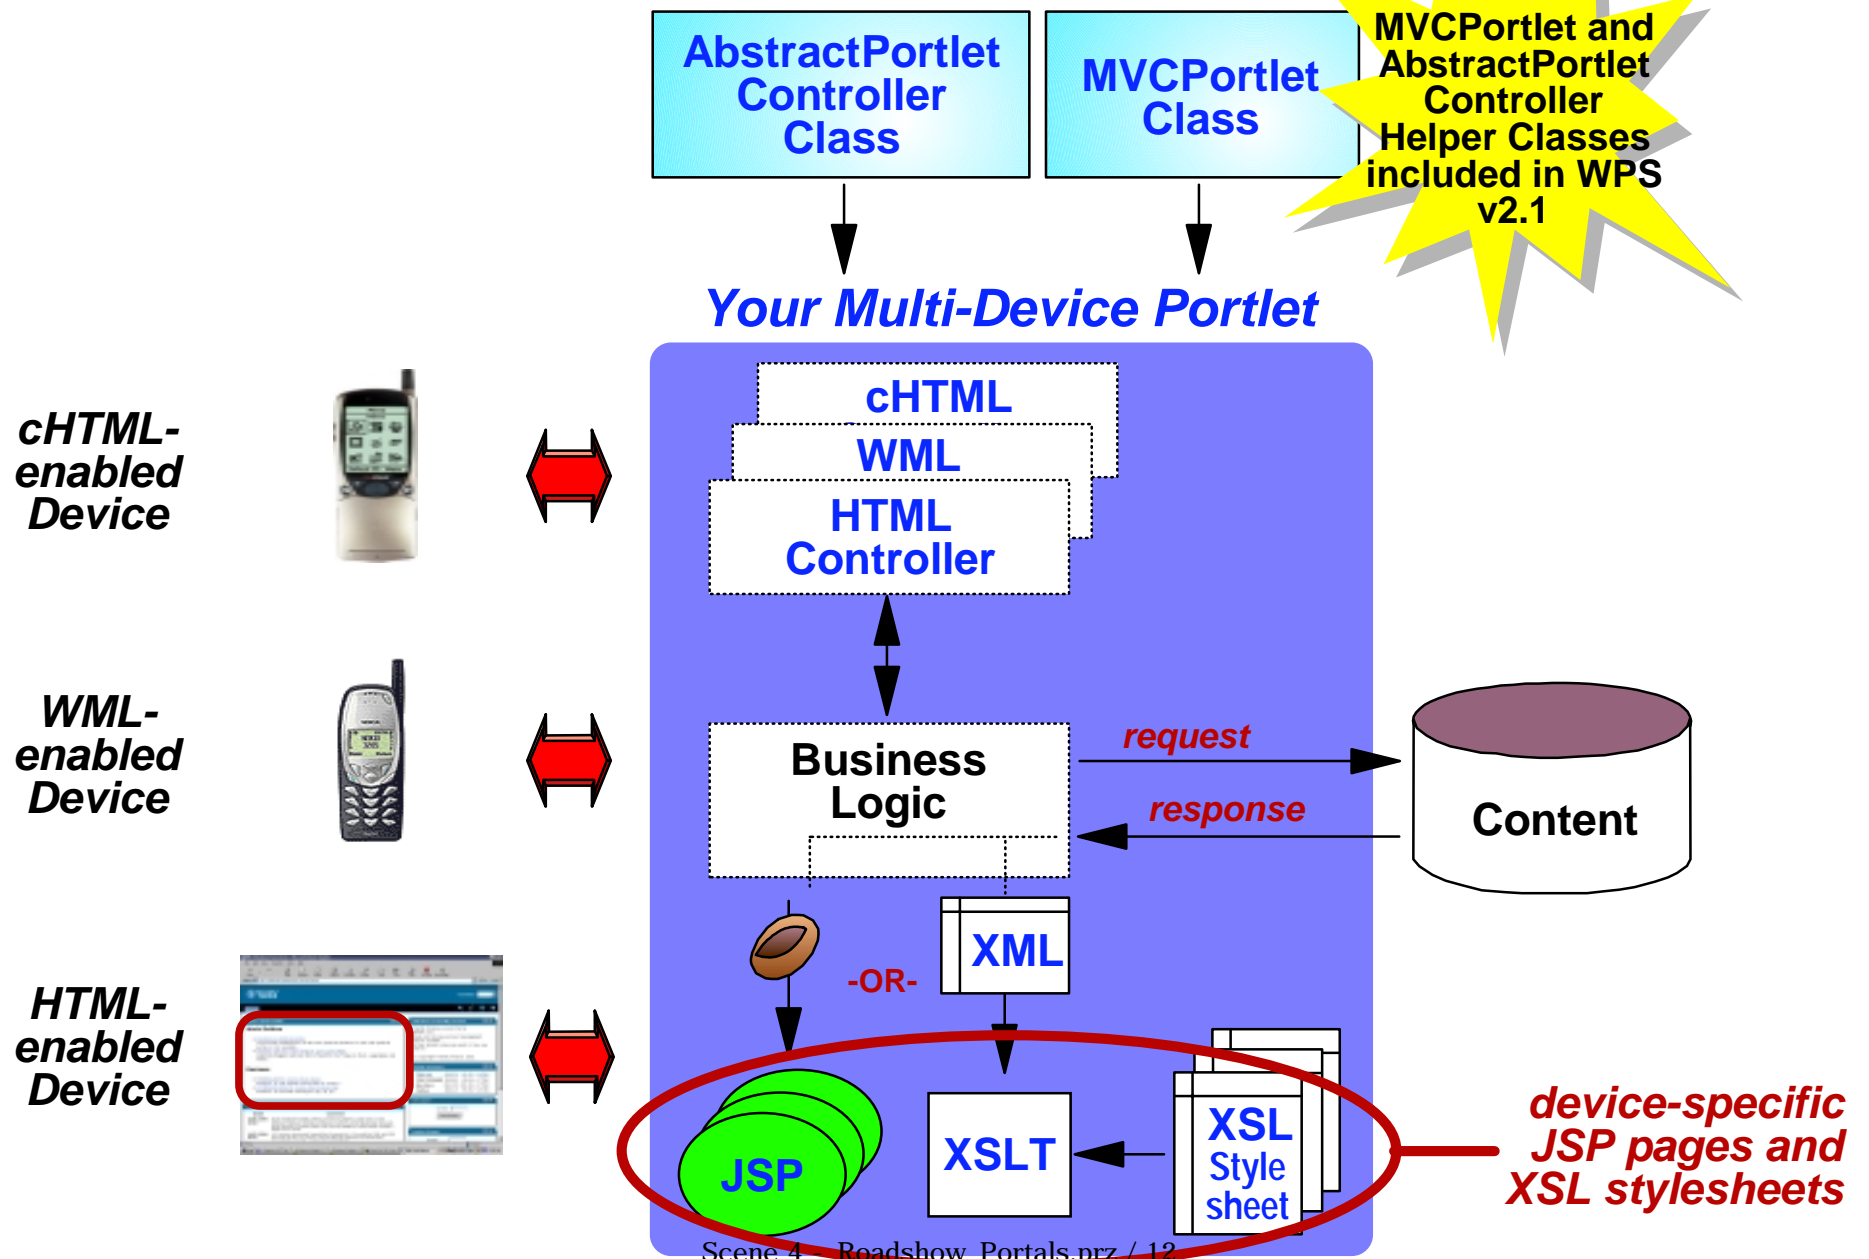 AbstractPortlet
Controller
Class
MVCPortlet
Class
MVCPortlet and
AbstractPortlet
Controller
Helper Classes
included in WPS
v2.1
Your Multi-Device Portlet
cHTML-
enabled
Device
cHTML
WML
HTML
Controller
WML-
enabled
Device
Business
Logic
request
response
Content
HTML-
enabled
Device
-OR-
XML
JSP
XSLT
XSL
Style
sheet
device-specific
JSP pages and
XSL stylesheets
Scene 4 - Roadshow_Portals.prz / 12